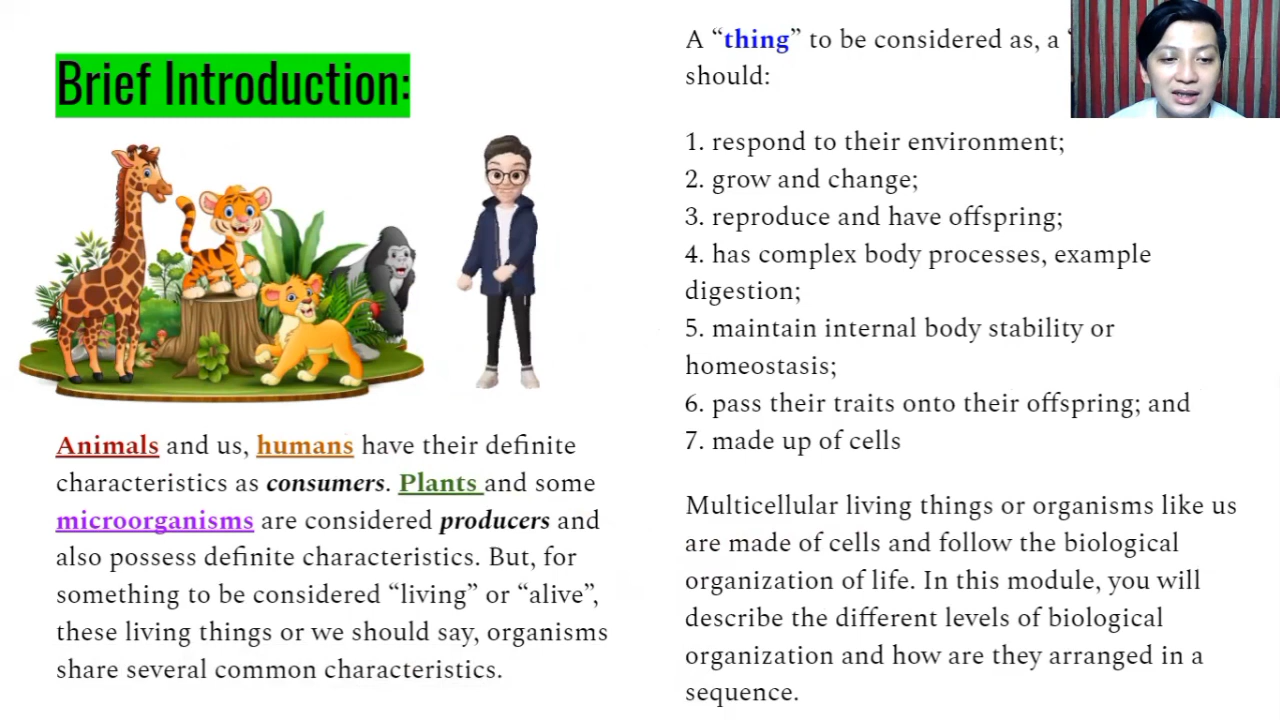 Brief Introduction:
Animals and us, humans have their definite
characteristics as consumers. Plants and some
microorganisms are considered producers and
also possess definite characteristics. But, for
something to be considered “living” or “alive”,
these living things or we should say, organisms
share several common characteristics.
A “thing” to be considered as, a
should:
1. respond to their environment;
2. grow and change;
3. reproduce and have offspring;
4. has complex body processes, example
digestion;
5. maintain internal body stability or
homeostasis;
6. pass their traits onto their offspring; and
7. made up of cells
Multicellular living things or organisms like us
are made of cells and follow the biological
organization of life. In this module, you will
describe the different levels of biological
organization and how are they arranged in a
sequence.